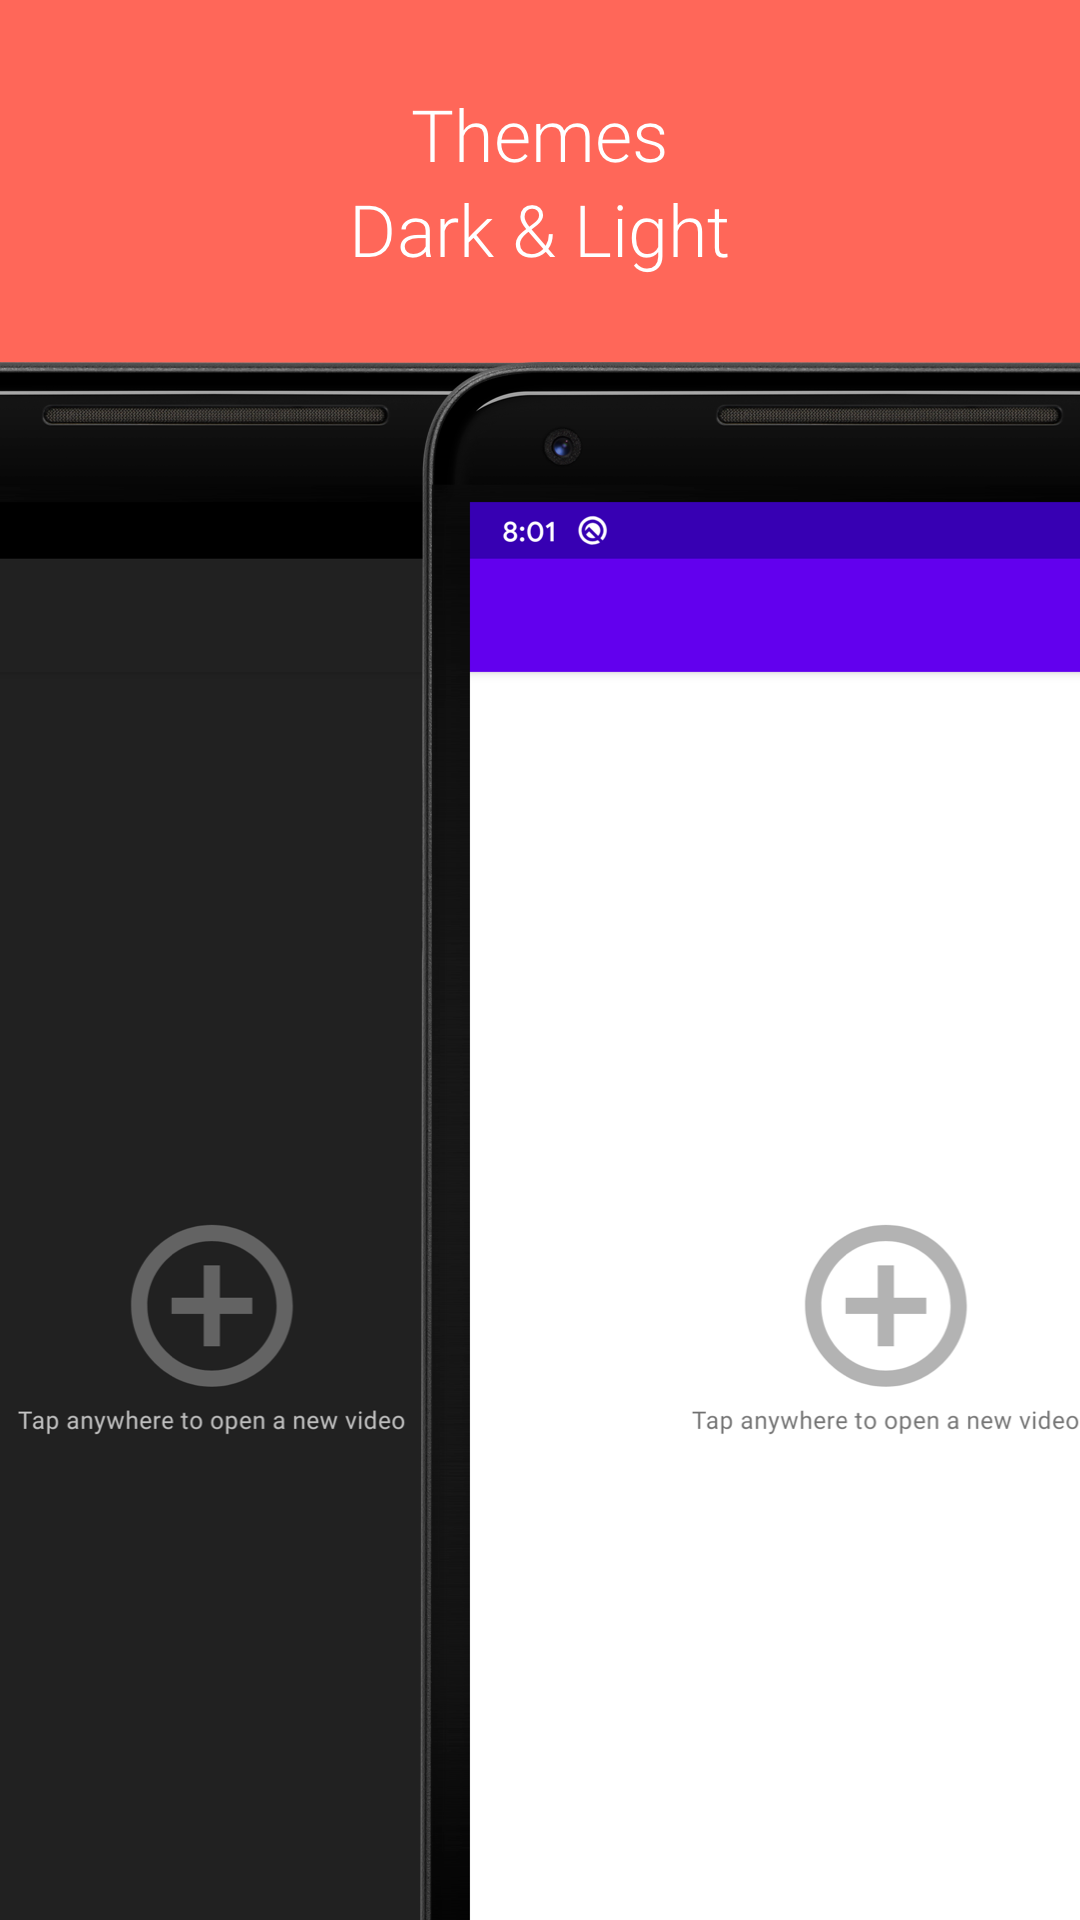 Themes
Dark & Light
8:01
Tap anywhere to open a new video
Tap anywhere to open a new video